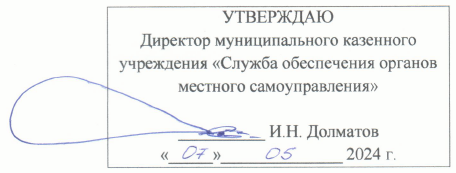 УТВЕРЖДАЮ
Директор муниципального казенного
учреждения «Служба обеспечения органов
местного самоуправления»
И.Н. Долматов
«07» 05 2024 г.